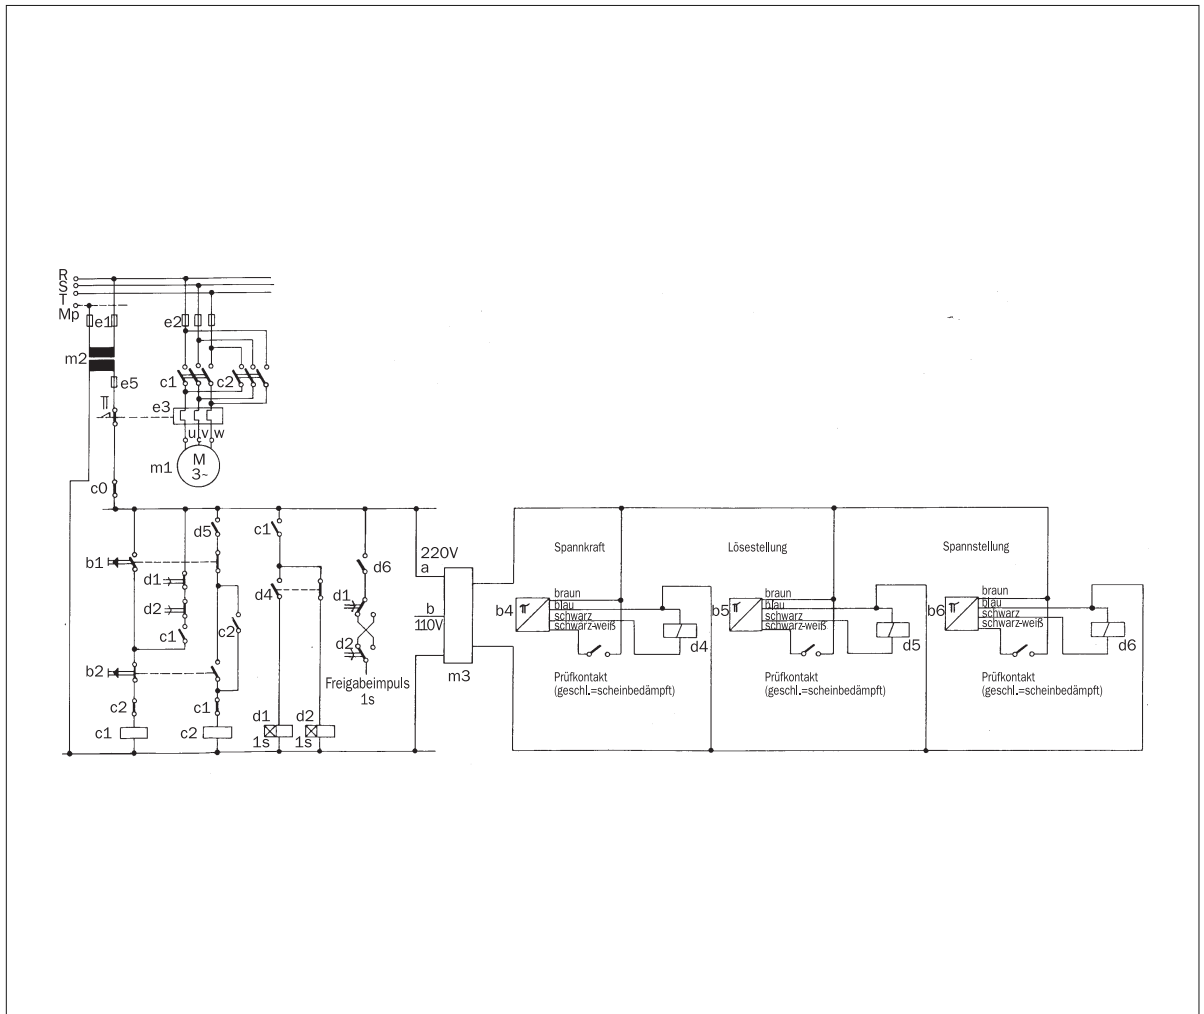 R
S
T
Mp
e1
e2
m2
e5
c1
c2
e3
u v w
m1
M
3~
c0
d5
c1
220V
a
Spannkraft
Lösestellung
Spannstellung
b1
d6
d1
d4
d1
b
110V
b4
braun
blau
schwarz
schwarz-weiß
b5
braun
blau
schwarz
schwarz-weiß
b6
braun
blau
schwarz
schwarz-weiß
d2
c1
c2
d2
d4
d5
d6
b2
m3
Freigabeimpuls
1s
Prüfkontakt
(geschl.=scheinbedämpft)
Prüfkontakt
(geschl.=scheinbedämpft)
Prüfkontakt
(geschl.=scheinbedämpft)
c2
c1
d1
d2
c1
c2
1s
1s